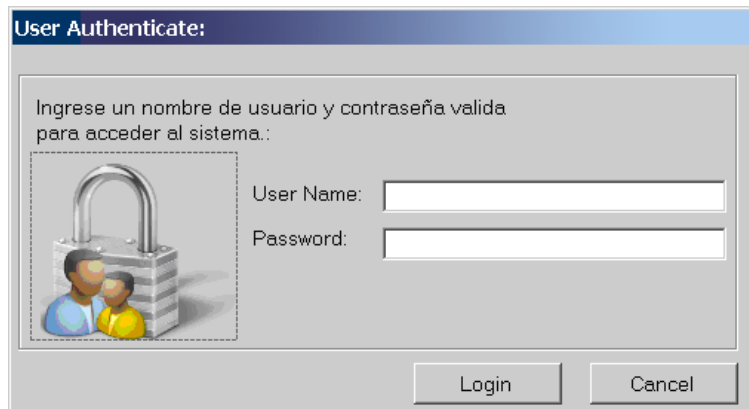 User Authenticate:
Ingrese un nombre de usuario y contraseña valida
para acceder al sistema.:
User Name:
Password:
Login
Cancel